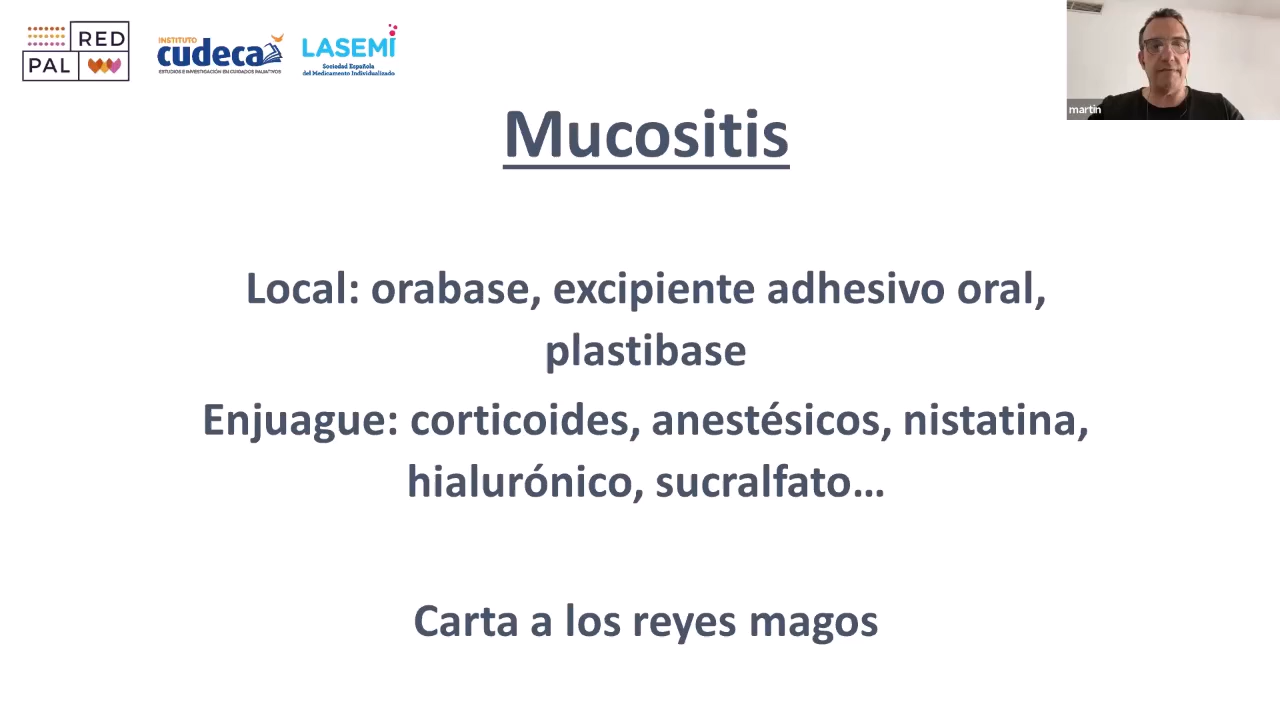 RED
PAL
INSTITUTO
cudeca
ESTUDIOS E INVESTIGACIÓN EN CUIDADOS PALIATIVOS
LASEMI
Sociedad Española
del Medicamento Individualizado
martin
Mucositis
Local: orabase, excipiente adhesivo oral,
plastibase
Enjuague: corticoides, anestésicos, nistatina,
hialurónico, sucralfato...
Carta a los reyes magos